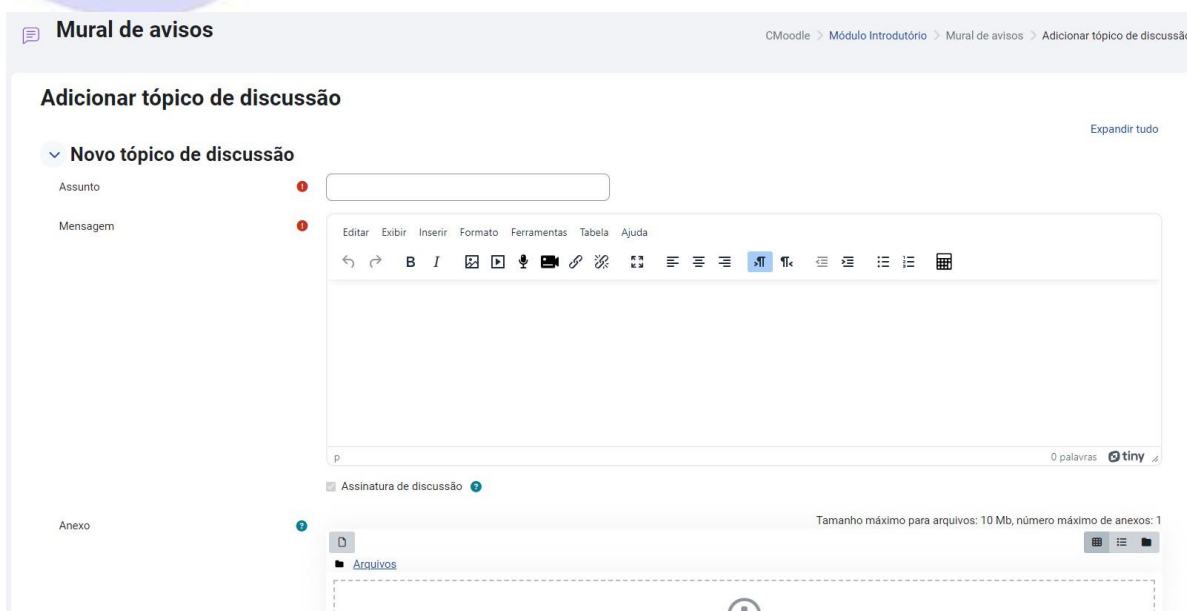 Mural de avisos
CMoodle > Módulo Introdutório > Mural de avisos > Adicionar tópico de discussão
Adicionar tópico de discussão
Expandir tudo
Novo tópico de discussão
Assunto
Mensagem
Editar Exibir Inserir Formato Ferramentas Tabela Ajuda
B I
p
0 palavras tiny
Assinatura de discussão
Anexo
Tamanho máximo para arquivos: 10 Mb, número máximo de anexos: 1
Arquivos